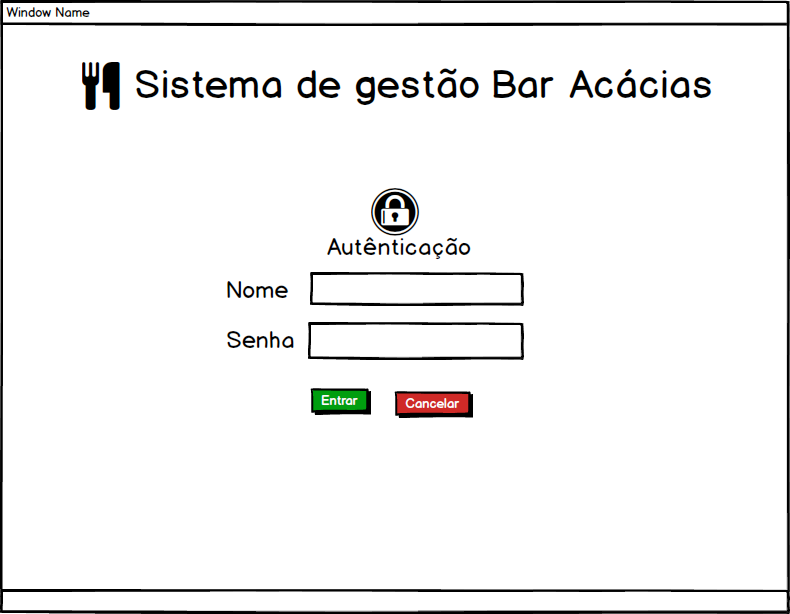 Window Name
Sistema de gestão Bar Acácias
Autênticação
Nome
Senha
Entrar
Cancelar